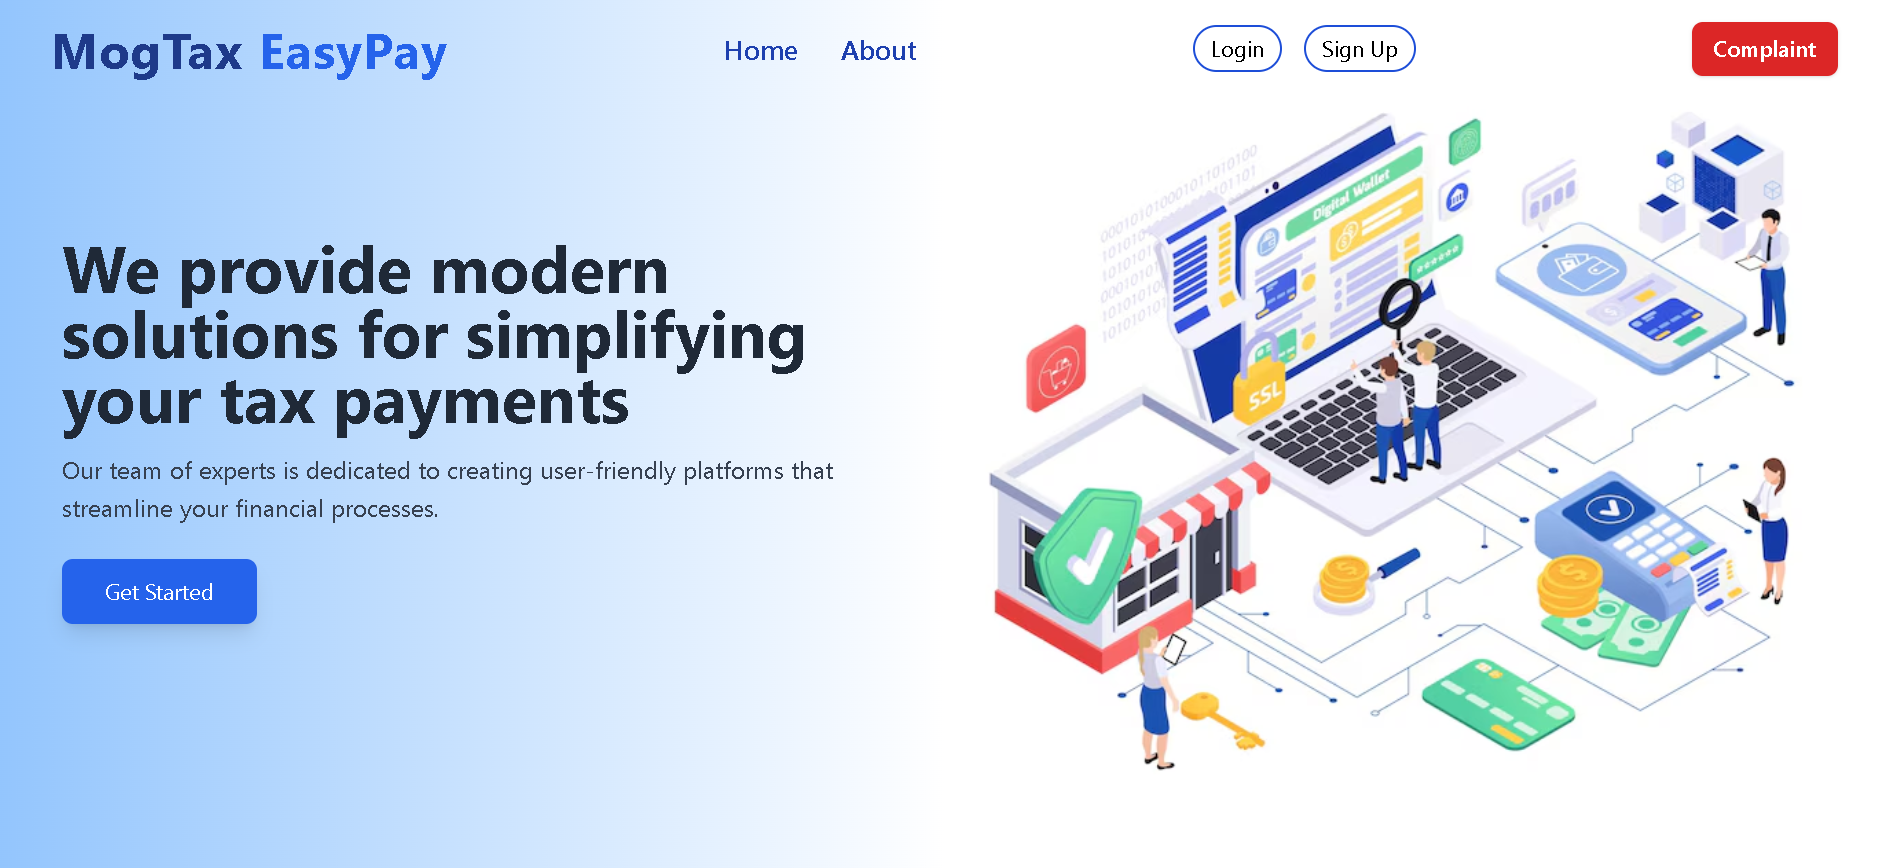 MogTax EasyPay
Home
About
Login
Sign Up
Complaint
We provide modern
solutions for simplifying
your tax payments
Our team of experts is dedicated to creating user-friendly platforms that
streamline your financial processes.
Get Started
Digital Wallet
SSL